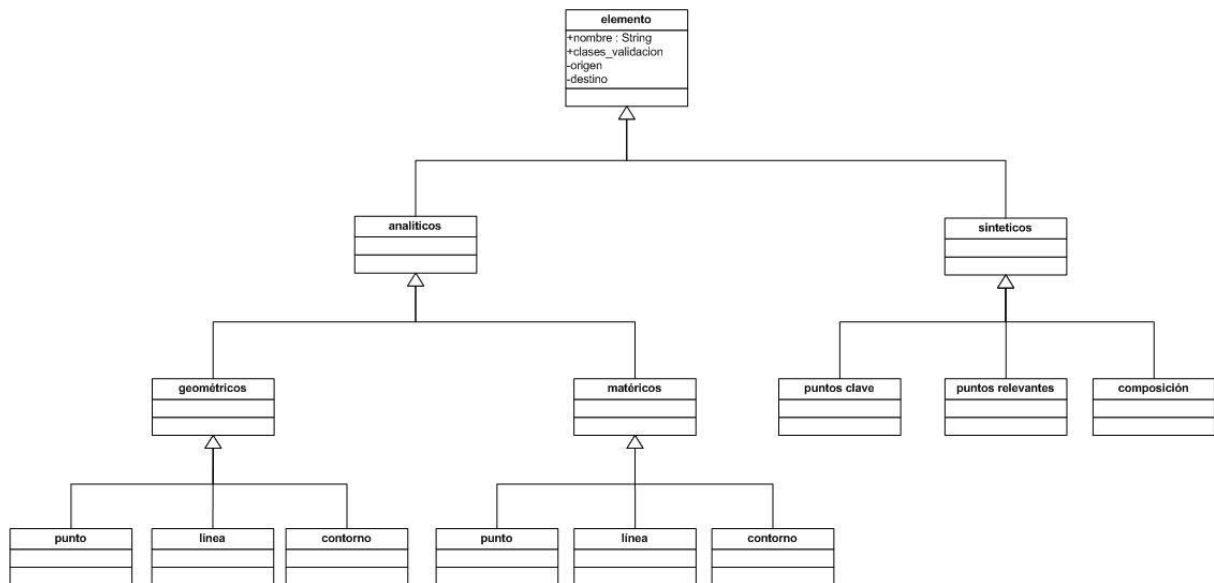 elemento
+nombre : String
+clases_validacion
-origen
-destino
analiticos
sinteticos
geométricos
matéricos
puntos clave
puntos relevantes
composición
punto
linea
contorno
punto
línea
contorno